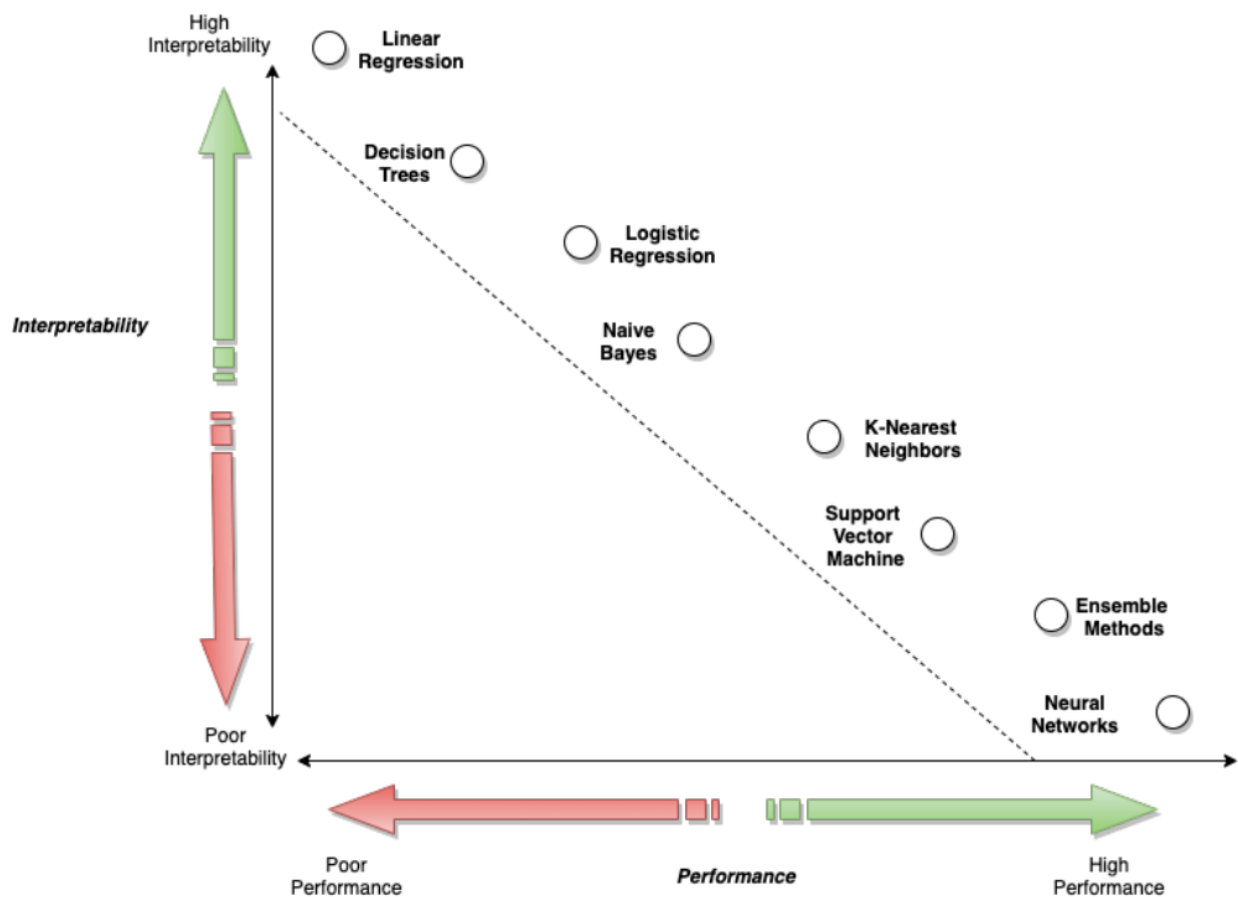 High
Interpretability
Linear
Regression
Decision
Trees
Logistic
Regression
Interpretability
Naive
Bayes
K-Nearest
Neighbors
Support
Vector
Machine
Ensemble
Methods
Neural
Networks
Poor
Interpretability
Poor
Performance
Performance
High
Performance